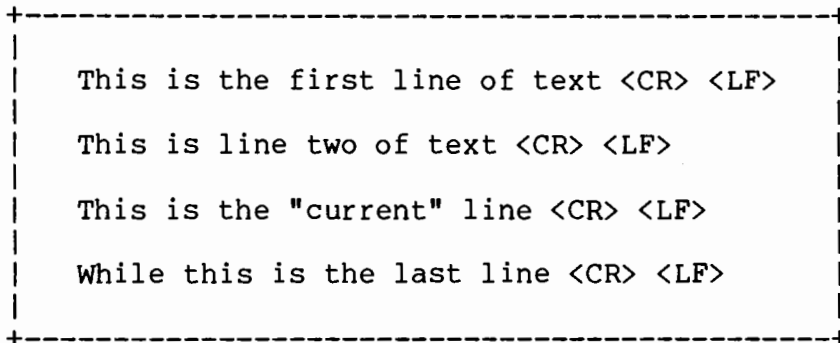 This is the first line of text <CR> <LF>
This is line two of text <CR> <LF>
This is the "current" line <CR> <LF>
While this is the last line <CR> <LF>